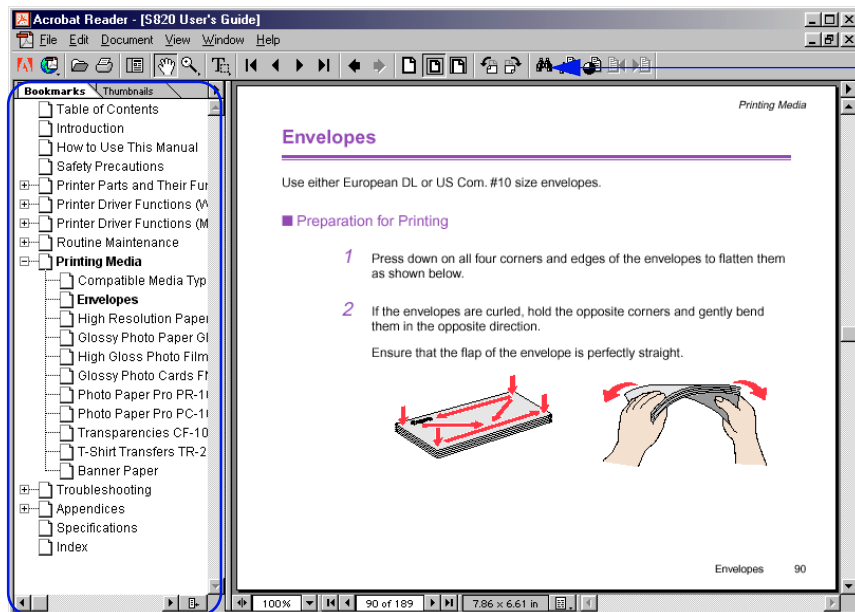 Acrobat Reader - [S820 User's Guide]
File Edit Document View Window Help
Bookmarks Thumbnails
Table of Contents
Introduction
How to Use This Manual
Safety Precautions
Printer Parts and Their Fur
Printer Driver Functions (W
Printer Driver Functions (M
Routine Maintenance
Printing Media
Compatible Media Typ
Envelopes
High Resolution Paper
Glossy Photo Paper Gl
High Gloss Photo Film
Glossy Photo Cards FM
Photo Paper Pro PR-10
Photo Paper Pro PC-10
Transparencies CF-10
T-Shirt Transfers TR-2
Banner Paper
Troubleshooting
Appendices
Specifications
Index
Printing Media
Envelopes
Use either European DL or US Com. #10 size envelopes.
Preparation for Printing
1 Press down on all four corners and edges of the envelopes to flatten them
as shown below.
2 If the envelopes are curled, hold the opposite corners and gently bend
them in the opposite direction.
Ensure that the flap of the envelope is perfectly straight.
Envelopes 90
100% 90 of 189 7.86 × 6.61 in